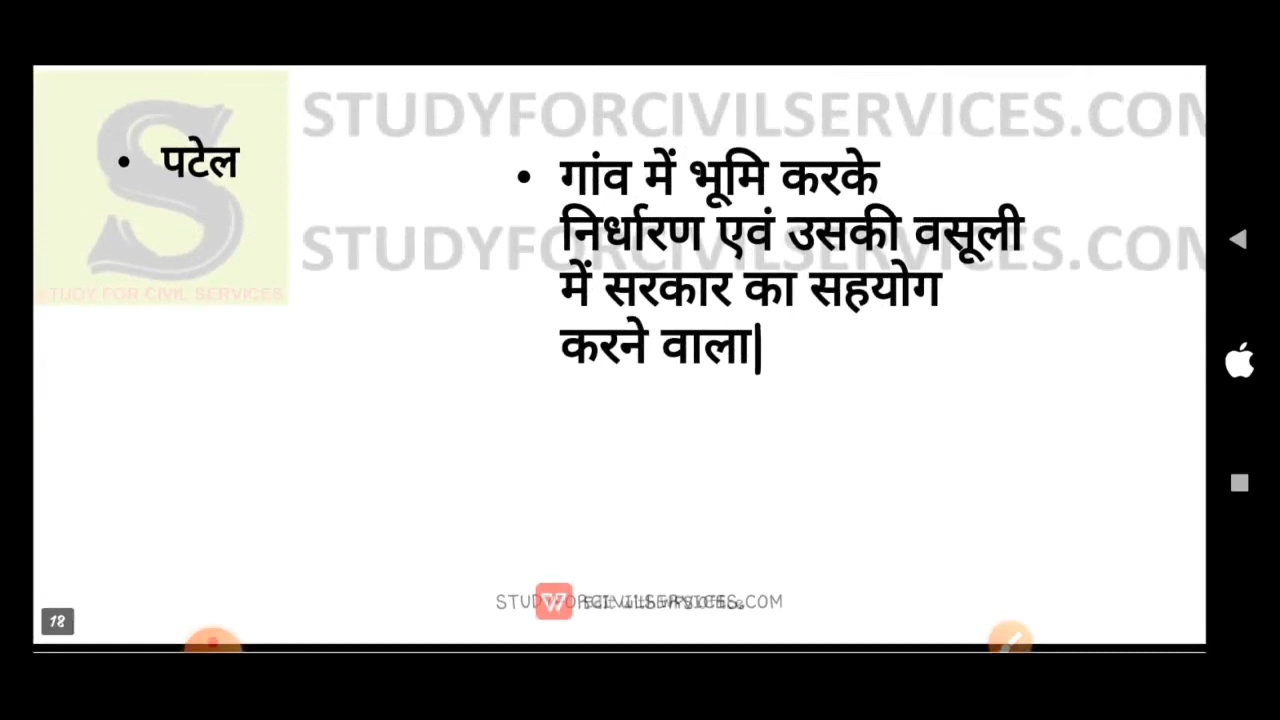 STUDYFORCIVILSERVICES.COM
• पटेल
• गांव में भूमि करके
निर्धारण एवं उसकी वसूली
में सरकार का सहयोग
करने वाला|
STUDYFORCIVILSERVICES.COM
STUDY FOR CIVIL SERVICES
STUDYFORCIVILSERVICES.COM
18